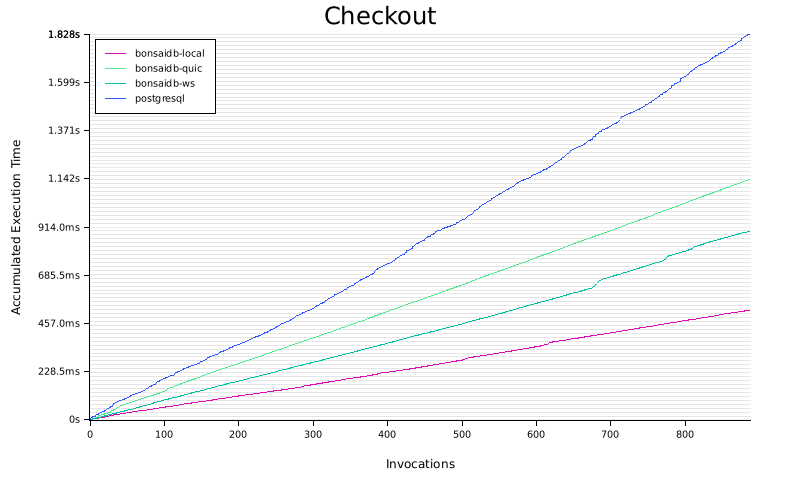 Checkout
bonsaidb-local
bonsaidb-quic
bonsaidb-ws
postgresql
Accumulated Execution Time
1.828s
1.599s
1.371s
1.142s
914.0ms
685.5ms
457.0ms
228.5ms
0s
0 100 200 300 400 500 600 700 800
Invocations